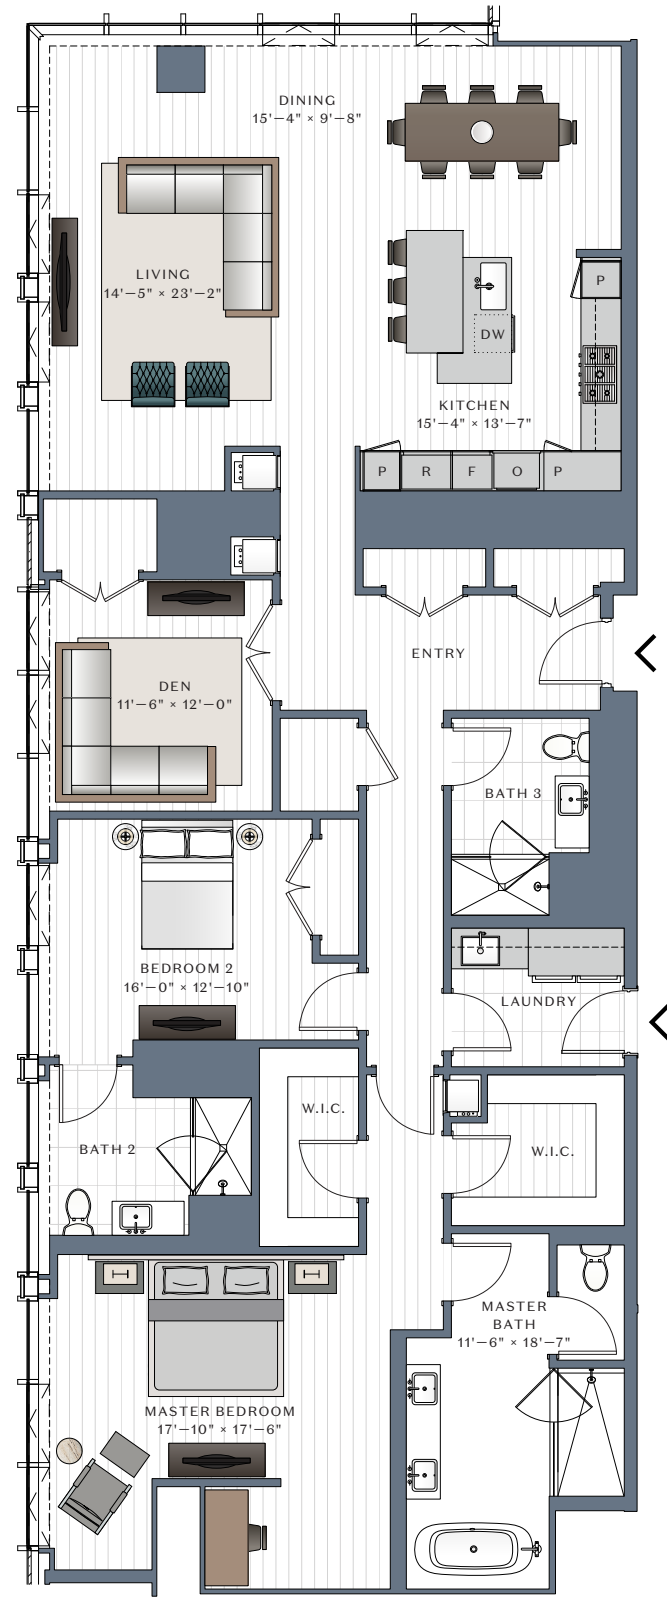 DINING
15'–4" × 9'–8"
LIVING
14'–5" × 23'–2"
P
DW
KITCHEN
15'–4" × 13'–7"
P R F O P
ENTRY
DEN
11'–6" × 12'–0"
BATH 3
BEDROOM 2
16'–0" × 12'–10"
LAUNDRY
W.I.C.
BATH 2
W.I.C.
MASTER
BATH
11'–6" × 18'–7"
MASTER BEDROOM
17'–10" × 17'–6"